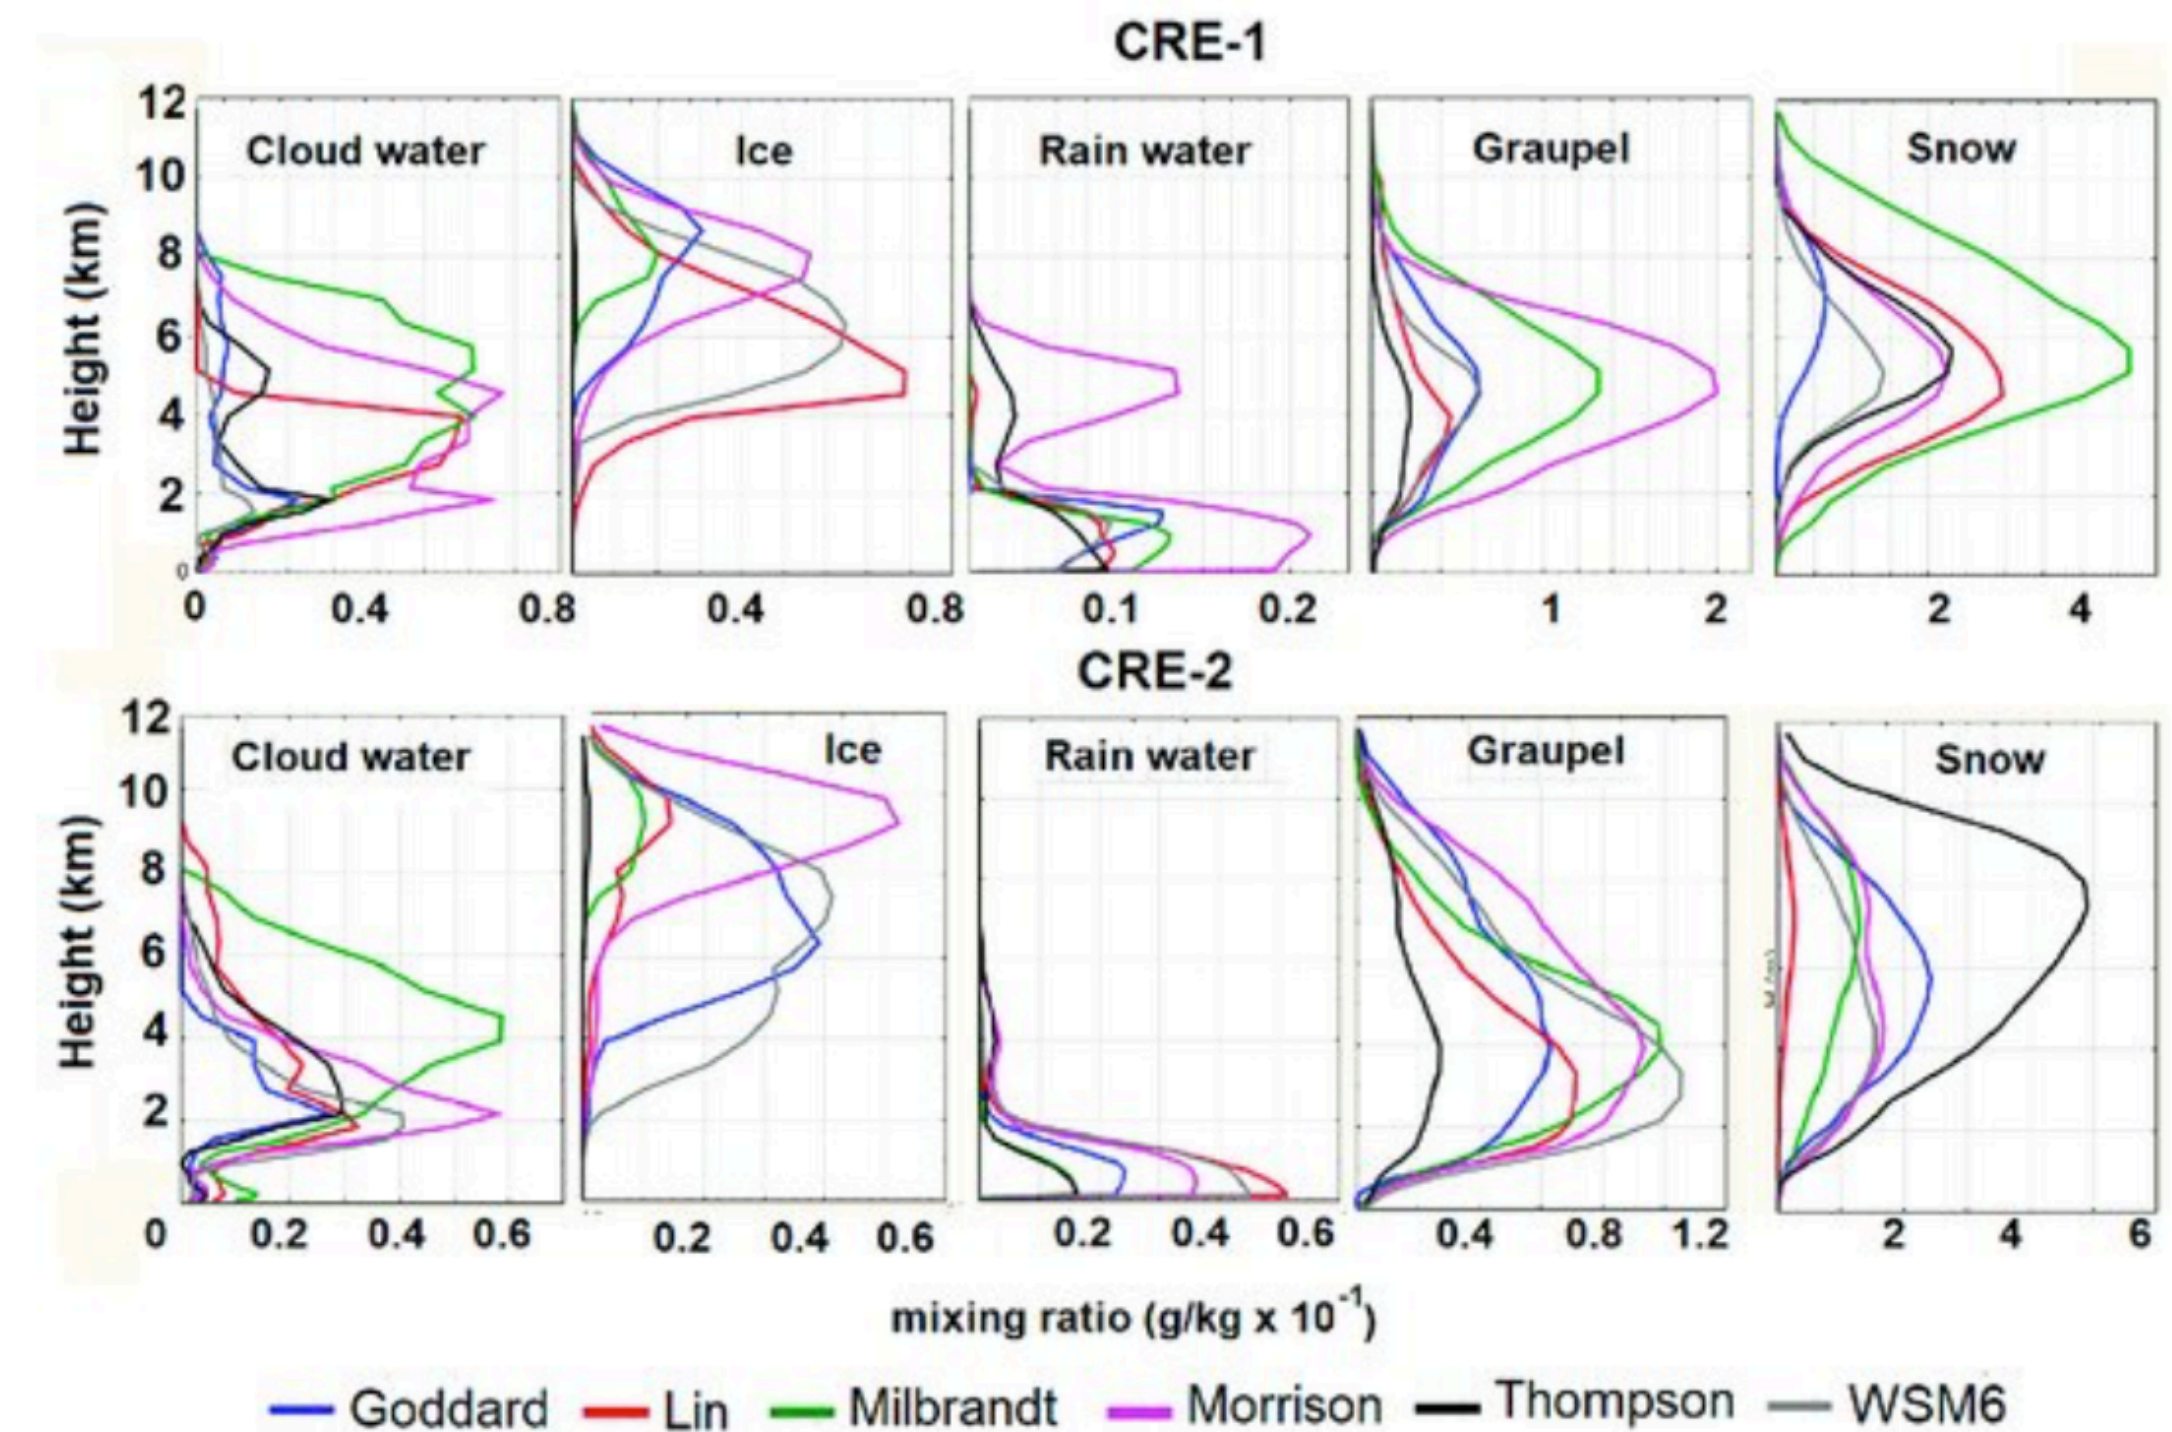 CRE-1
Cloud water Ice Rain water Graupel Snow
Height (km)
12
10
8
6
4
2
0
0 0.4 0.8 0.4 0.8 0.1 0.2 1 2 2 4
CRE-2
Cloud water Ice Rain water Graupel Snow
Height (km)
12
10
8
6
4
2
0 0.2 0.4 0.6 0.2 0.4 0.6 0.2 0.4 0.6 0.4 0.8 1.2 2 4 6
mixing ratio (g/kg x 10⁻¹)
Goddard Lin Milbrandt Morrison Thompson WSM6